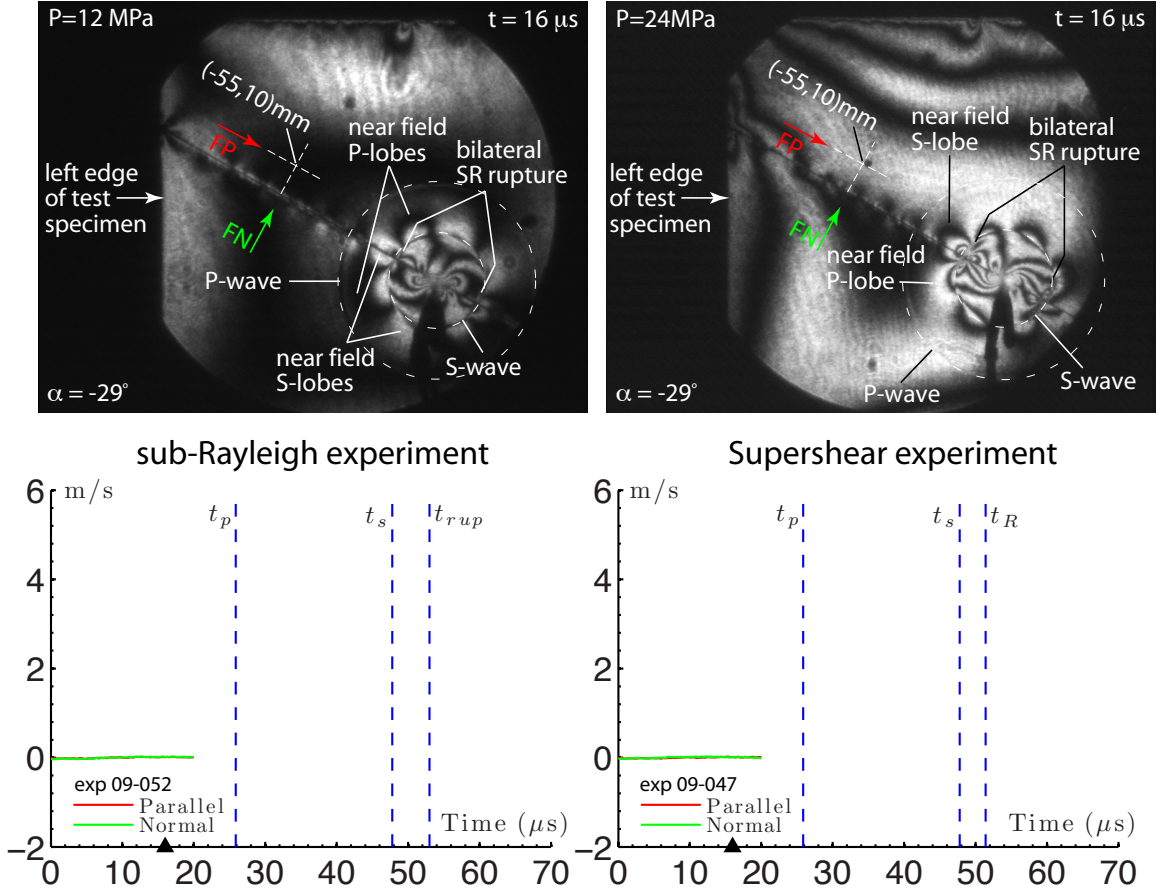 P=12 MPa
t = 16 μs
(-55,10)mm
FP
near field
P-lobes
bilateral
SR rupture
left edge
of test
specimen
FN
P-wave
near field
S-lobes
S-wave
α = -29°
P=24MPa
t = 16 μs
(-55,10)mm
FP
near field
S-lobe
bilateral
SR rupture
left edge
of test
specimen
FN
near field
P-lobe
P-wave
S-wave
α = -29°
sub-Rayleigh experiment
m/s
6
4
2
0
−2
t_p
t_s
t_rup
exp 09-052
Parallel
Normal
Time (μs)
0 10 20 30 40 50 60 70
Supershear experiment
m/s
6
4
2
0
−2
t_p
t_s
t_R
exp 09-047
Parallel
Normal
Time (μs)
0 10 20 30 40 50 60 70